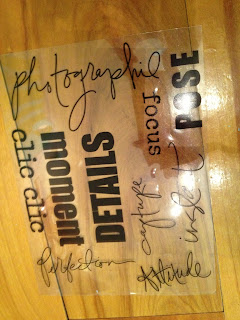 photographie
clic clic
moment
DETAILS
focus
POSE
capture
instant
Perfection
Attitude